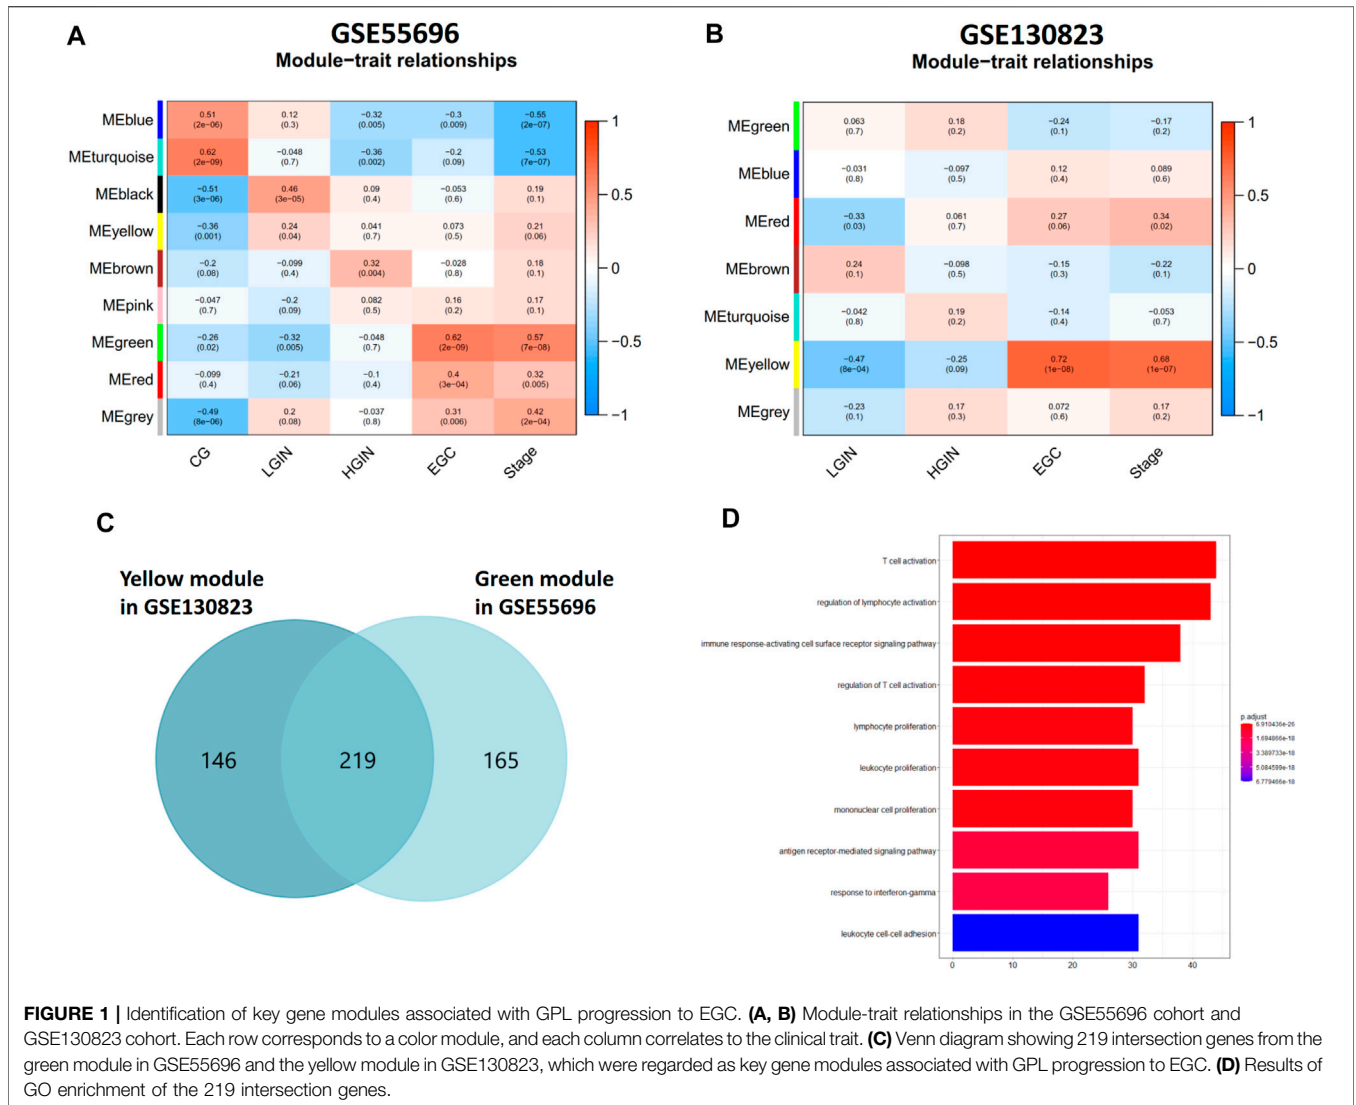 A
GSE55696
Module−trait relationships
MEblue 0.51 0.12 −0.32 −0.3 −0.55
(2e−06) (0.3) (0.005) (0.009) (2e−07)
MEturquoise 0.62 −0.048 −0.36 −0.2 −0.53
(2e−09) (0.7) (0.002) (0.09) (7e−07)
MEblack −0.51 0.46 0.09 −0.053 0.19
(3e−06) (3e−05) (0.4) (0.6) (0.1)
MEyellow −0.36 0.24 0.041 0.073 0.21
(0.001) (0.04) (0.7) (0.5) (0.06)
MEbrown −0.2 −0.099 0.32 −0.028 0.18
(0.08) (0.4) (0.004) (0.8) (0.1)
MEpink −0.047 −0.2 0.082 0.16 0.17
(0.7) (0.09) (0.5) (0.2) (0.1)
MEgreen −0.26 −0.32 −0.048 0.62 0.57
(0.02) (0.005) (0.7) (2e−09) (7e−08)
MEred −0.099 −0.21 −0.1 0.4 0.32
(0.4) (0.06) (0.4) (3e−04) (0.005)
MEgrey −0.49 0.2 −0.037 0.31 0.42
(8e−06) (0.08) (0.8) (0.006) (2e−04)
CG LGIN HGIN EGC Stage
1
0.5
0
−0.5
−1
B
GSE130823
Module−trait relationships
MEgreen 0.063 0.18 −0.24 −0.17
(0.7) (0.2) (0.1) (0.2)
MEblue −0.031 −0.097 0.12 0.089
(0.8) (0.5) (0.4) (0.6)
MEred −0.33 0.061 0.27 0.34
(0.03) (0.7) (0.06) (0.02)
MEbrown 0.24 −0.098 −0.15 −0.22
(0.1) (0.5) (0.3) (0.1)
MEturquoise −0.042 0.19 −0.14 −0.053
(0.8) (0.2) (0.4) (0.7)
MEyellow −0.47 −0.25 0.72 0.68
(8e−04) (0.09) (1e−08) (1e−07)
MEgrey −0.23 0.17 0.072 0.17
(0.1) (0.3) (0.6) (0.2)
LGIN HGIN EGC Stage
1
0.5
0
−0.5
−1
C
Yellow module
in GSE130823
Green module
in GSE55696
146 219 165
D
T cell activation
regulation of lymphocyte activation
immune response-activating cell surface receptor signaling pathway
regulation of T cell activation
lymphocyte proliferation
leukocyte proliferation
mononuclear cell proliferation
antigen receptor-mediated signaling pathway
response to interferon-gamma
leukocyte cell-cell adhesion
0 10 20 30 40
p.adjust
6.910436e-26
1.694866e-18
3.389733e-18
5.084599e-18
6.779466e-18
FIGURE 1 | Identification of key gene modules associated with GPL progression to EGC. (A, B) Module-trait relationships in the GSE55696 cohort and
GSE130823 cohort. Each row corresponds to a color module, and each column correlates to the clinical trait. (C) Venn diagram showing 219 intersection genes from the
green module in GSE55696 and the yellow module in GSE130823, which were regarded as key gene modules associated with GPL progression to EGC. (D) Results of
GO enrichment of the 219 intersection genes.